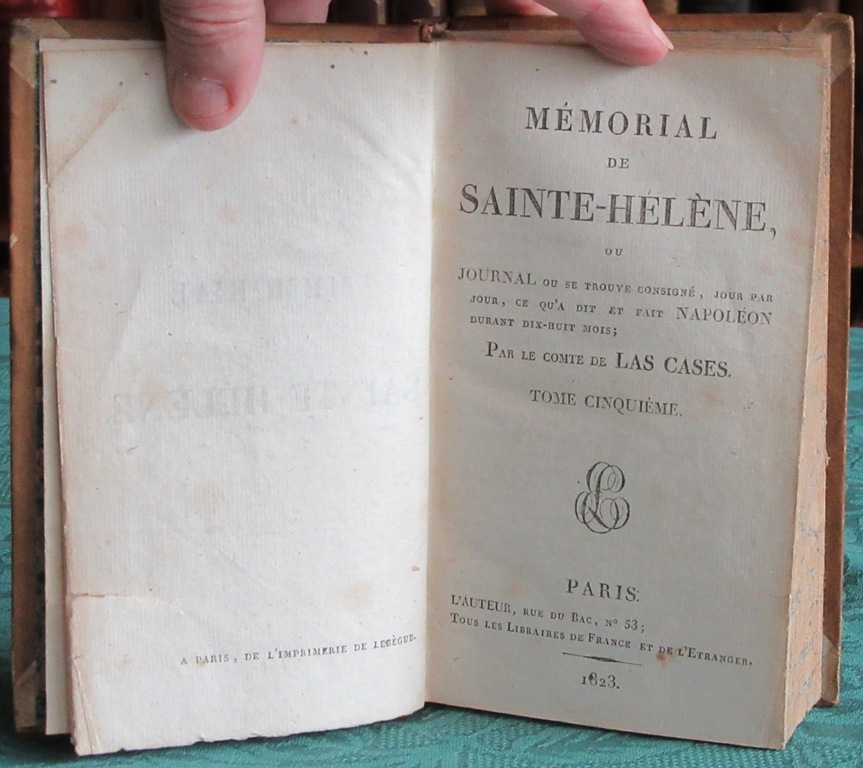 A PARIS, DE L'IMPRIMERIE DE LEBÈGUE.
MÉMORIAL
DE
SAINTE-HÉLÈNE,
OU
JOURNAL OU SE TROUVE CONSIGNÉ, JOUR PAR
JOUR, CE QU'A DIT ET FAIT NAPOLÉON
DURANT DIX-HUIT MOIS;
PAR LE COMTE DE LAS CASES.
TOME CINQUIÈME.
PARIS.
L'AUTEUR, RUE DU BAC, N° 53;
TOUS LES LIBRAIRES DE FRANCE ET DE L'ETRANGER.
1823.